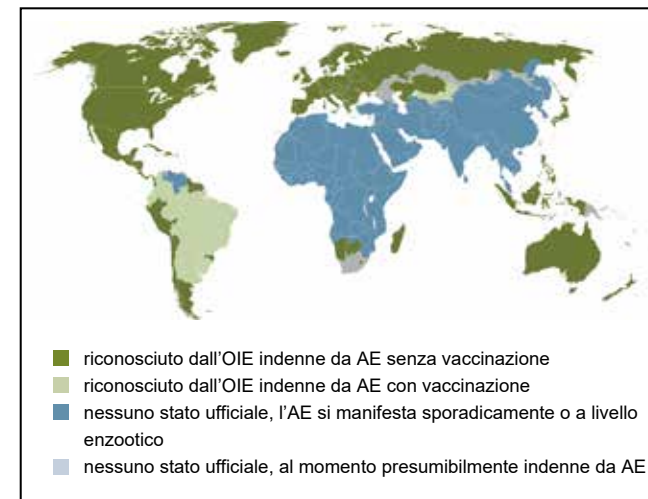 riconosciuto dall'OIE indenne da AE senza vaccinazione
riconosciuto dall'OIE indenne da AE con vaccinazione
nessuno stato ufficiale, l'AE si manifesta sporadicamente o a livello
enzootico
nessuno stato ufficiale, al momento presumibilmente indenne da AE